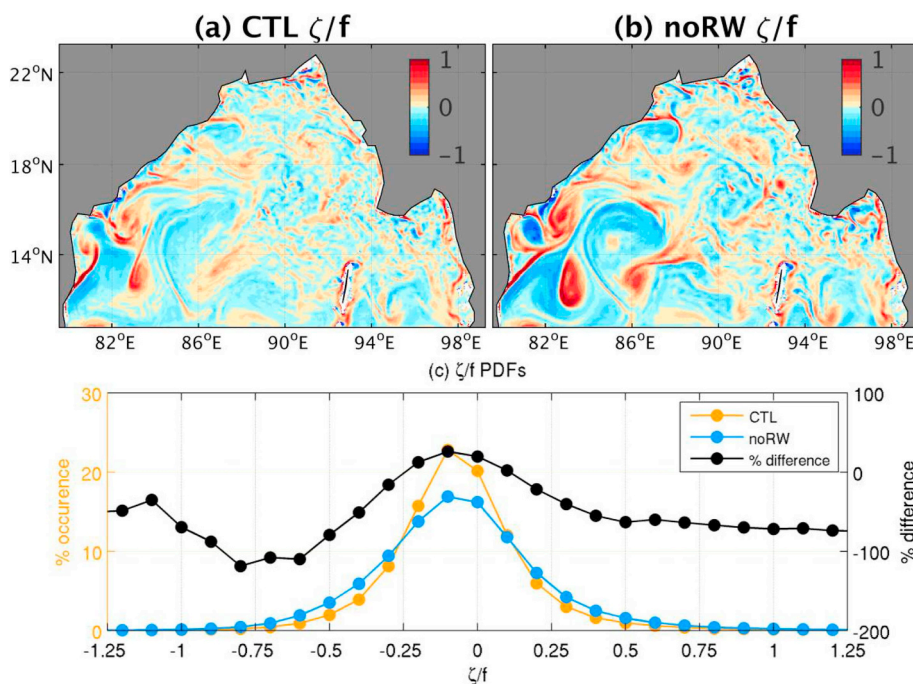 (a) CTL ζ/f
(b) noRW ζ/f
22°N
18°N
14°N
1
0
-1
1
0
-1
82°E 86°E 90°E 94°E 98°E
82°E 86°E 90°E 94°E 98°E
(c) ζ/f PDFs
30
20
10
0
% occurence
100
0
-100
-200
% difference
CTL
noRW
% difference
-1.25 -1 -0.75 -0.5 -0.25 0 0.25 0.5 0.75 1 1.25
ζ/f